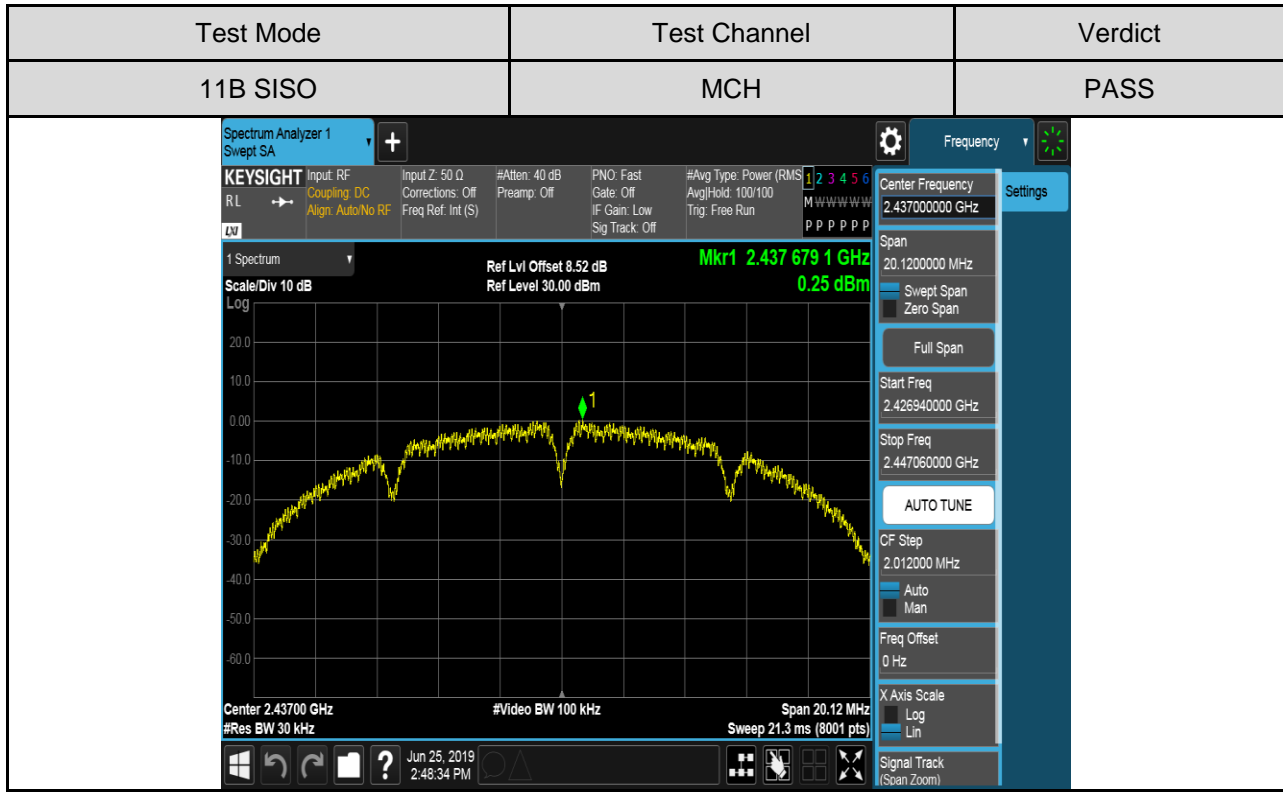 Test Mode Test Channel Verdict
11B SISO MCH PASS
Spectrum Analyzer 1
Swept SA
+
Frequency
KEYSIGHT Input: RF Input Z: 50 Ω #Atten: 40 dB PNO: Fast #Avg Type: Power (RMS 1 2 3 4 5 6
RL Coupling: DC Corrections: Off Preamp: Off Gate: Off Avg|Hold: 100/100 M W W W W W
Align: Auto/No RF Freq Ref: Int (S) IF Gain: Low Trig: Free Run
LXI Sig Track: Off P P P P P P
1 Spectrum
Scale/Div 10 dB
Ref Lvl Offset 8.52 dB
Ref Level 30.00 dBm
Mkr1 2.437 679 1 GHz
0.25 dBm
Log
20.0
10.0
0.00
-10.0
-20.0
-30.0
-40.0
-50.0
-60.0
1
Center 2.43700 GHz #Video BW 100 kHz Span 20.12 MHz
#Res BW 30 kHz Sweep 21.3 ms (8001 pts)
Center Frequency
2.437000000 GHz
Settings
Span
20.1200000 MHz
Swept Span
Zero Span
Full Span
Start Freq
2.426940000 GHz
Stop Freq
2.447060000 GHz
AUTO TUNE
CF Step
2.012000 MHz
Auto
Man
Freq Offset
0 Hz
X Axis Scale
Log
Lin
Signal Track
(Span Zoom)
?
Jun 25, 2019
2:48:34 PM